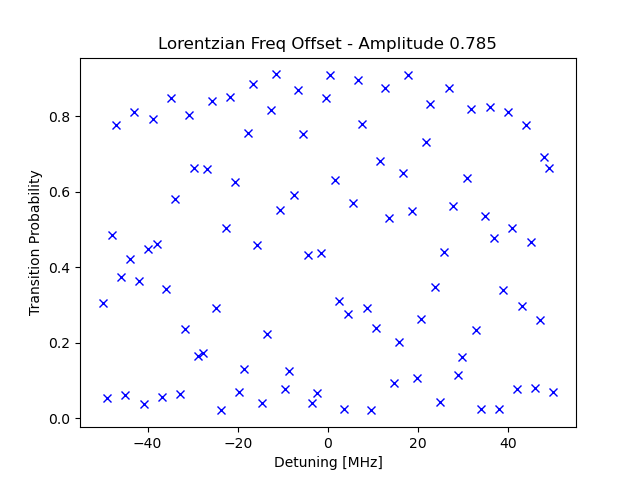 Lorentzian Freq Offset - Amplitude 0.785
Transition Probability
0.8
0.6
0.4
0.2
0.0
−40 −20 0 20 40
Detuning [MHz]